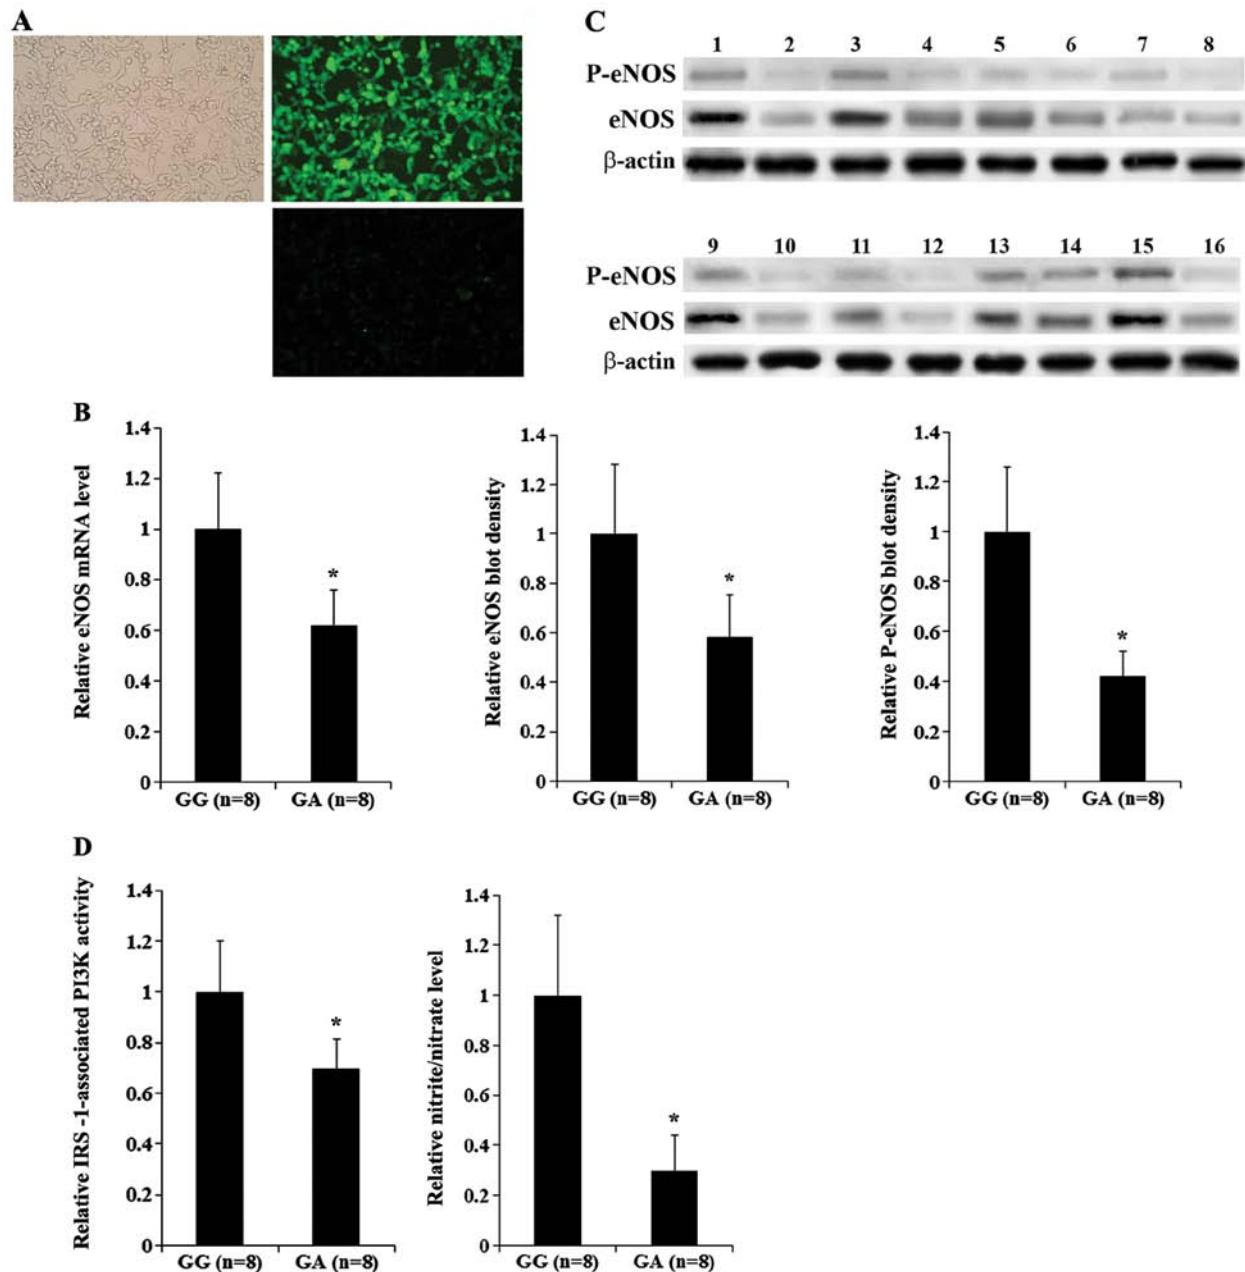 A
C
1 2 3 4 5 6 7 8
P-eNOS
eNOS
β-actin
9 10 11 12 13 14 15 16
P-eNOS
eNOS
β-actin
B
Relative eNOS mRNA level
1.4
1.2
1
0.8
0.6
0.4
0.2
0
*
GG (n=8) GA (n=8)
Relative eNOS blot density
1.4
1.2
1
0.8
0.6
0.4
0.2
0
*
GG (n=8) GA (n=8)
Relative P-eNOS blot density
1.4
1.2
1
0.8
0.6
0.4
0.2
0
*
GG (n=8) GA (n=8)
D
Relative IRS -1-associated PI3K activity
1.4
1.2
1
0.8
0.6
0.4
0.2
0
*
GG (n=8) GA (n=8)
Relative nitrite/nitrate level
1.4
1.2
1
0.8
0.6
0.4
0.2
0
*
GG (n=8) GA (n=8)